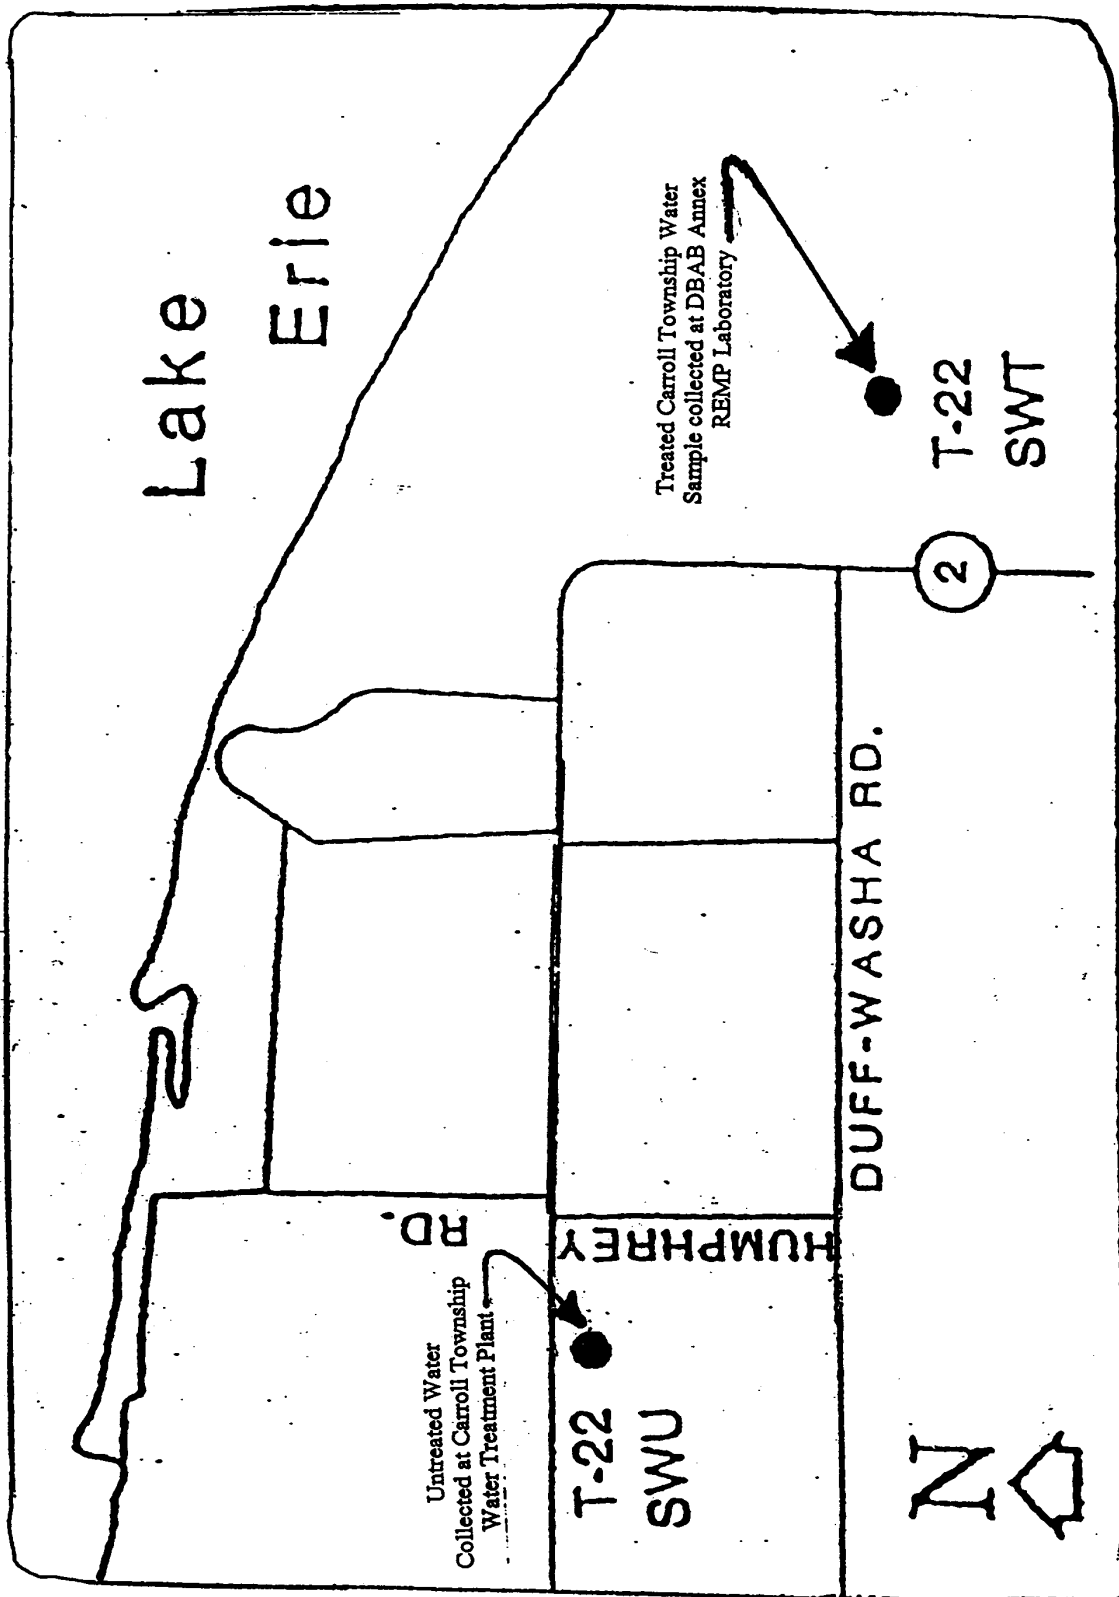 Lake
Erie
Treated Carroll Township Water
Sample collected at DBAB Annex
REMP Laboratory
T-22
SWT
2
DUFF-WASHA RD.
HUMPHREY
RD.
Untreated Water
Collected at Carroll Township
Water Treatment Plant
T-22
SWU
N